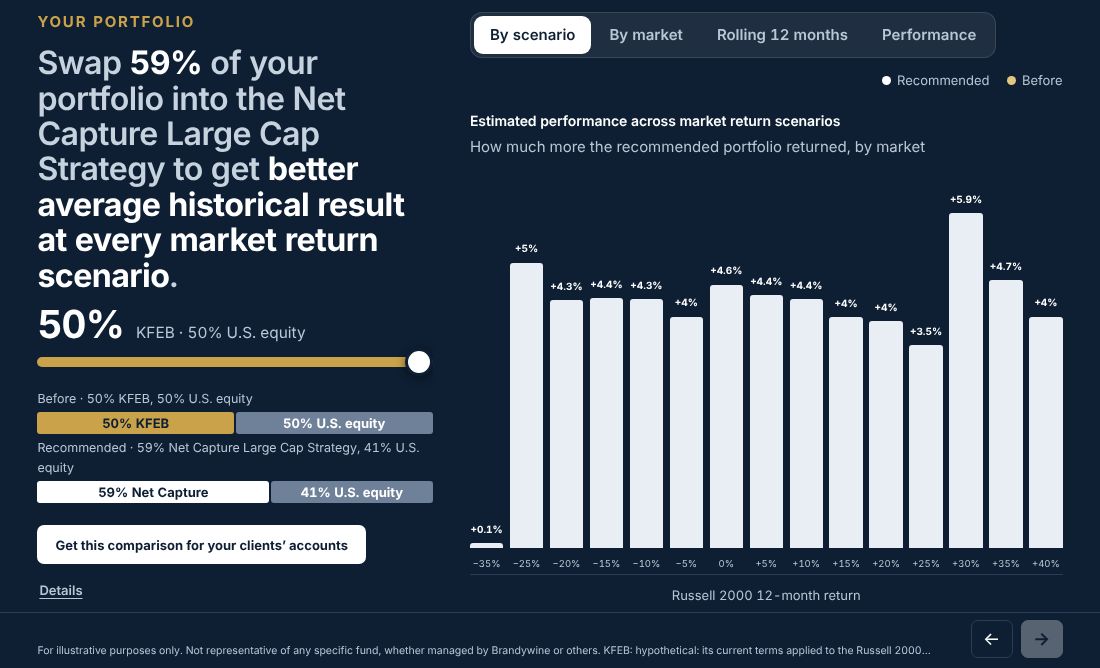 YOUR PORTFOLIO
Swap 59% of your
portfolio into the Net
Capture Large Cap
Strategy to get better
average historical result
at every market return
scenario.
50% KFEB · 50% U.S. equity
Before · 50% KFEB, 50% U.S. equity
50% KFEB 50% U.S. equity
Recommended · 59% Net Capture Large Cap Strategy, 41% U.S.
equity
59% Net Capture 41% U.S. equity
Get this comparison for your clients’ accounts
Details
By scenario By market Rolling 12 months Performance
Recommended Before
Estimated performance across market return scenarios
How much more the recommended portfolio returned, by market
+0.1% +5% +4.3% +4.4% +4.3% +4% +4.6% +4.4% +4.4% +4% +4% +3.5% +5.9% +4.7% +4%
−35% −25% −20% −15% −10% −5% 0% +5% +10% +15% +20% +25% +30% +35% +40%
Russell 2000 12-month return
For illustrative purposes only. Not representative of any specific fund, whether managed by Brandywine or others. KFEB: hypothetical: its current terms applied to the Russell 2000…